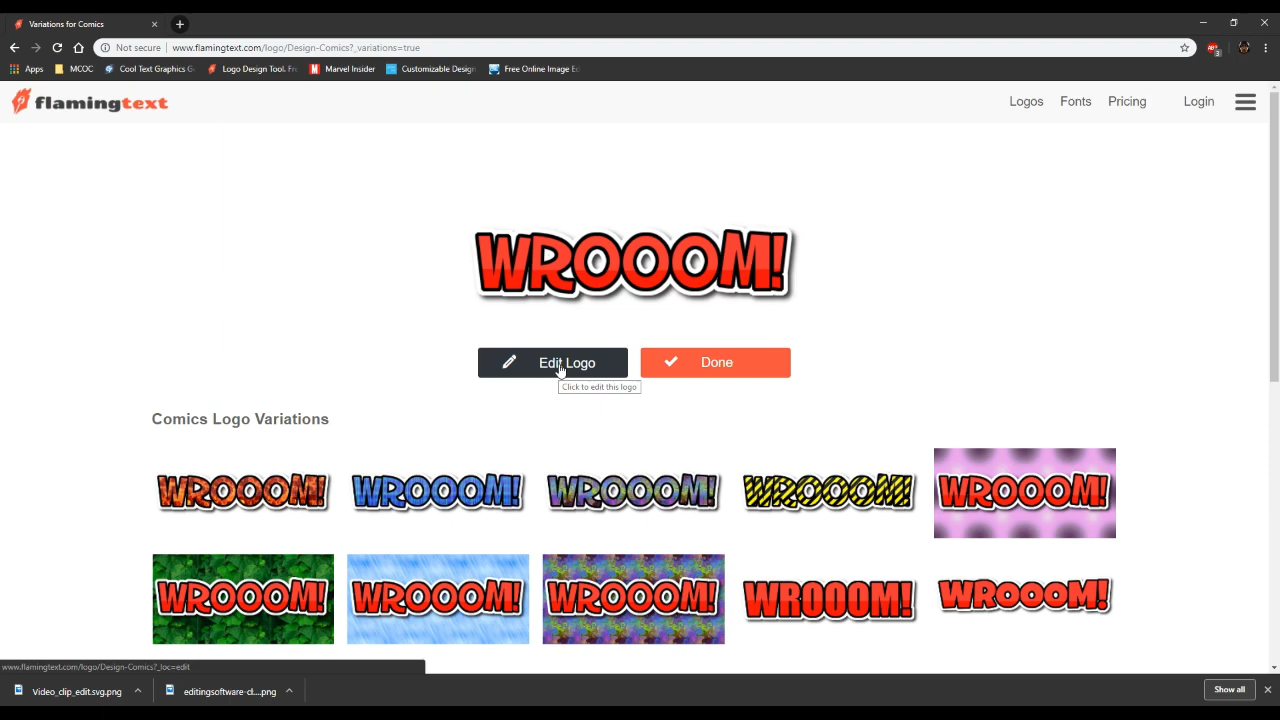 Variations for Comics
Not secure | www.flamingtext.com/logo/Design-Comics?_variations=true
3
Apps MCOC Cool Text Graphics G Logo Design Tool, Fr Marvel Insider Customizable Design Free Online Image Ed
flamingtext Logos Fonts Pricing Login
WROOOM!
Edit Logo Done
Click to edit this logo
Comics Logo Variations
WROOOM! WROOOM! WROOOM! WROOOM! WROOOM!
WROOOM! WROOOM! WROOOM! WROOOM! WROOOM!
www.flamingtext.com/logo/Design-Comics?_loc=edit
Video_clip_edit.svg.png editingsoftware-cl....png Show all